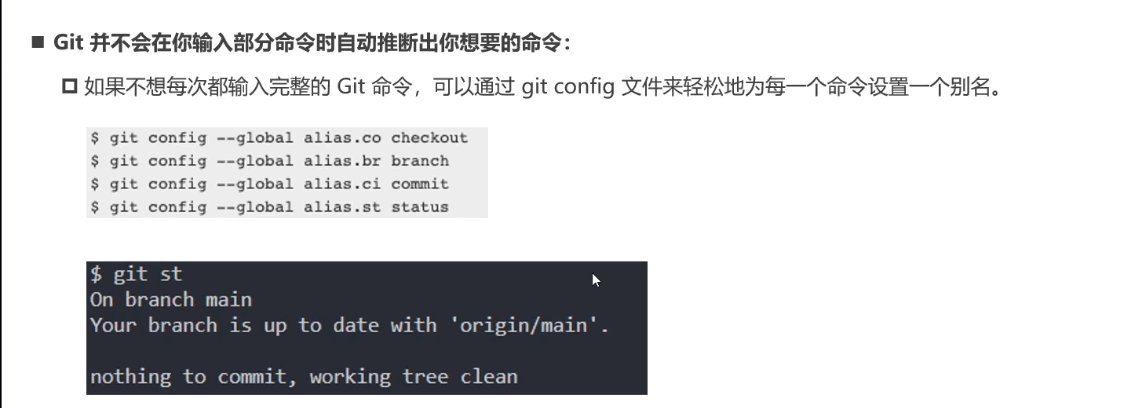 Git 并不会在你输入部分命令时自动推断出你想要的命令：
如果不想每次都输入完整的 Git 命令，可以通过 git config 文件来轻松地为每一个命令设置一个别名。
$ git config --global alias.co checkout
$ git config --global alias.br branch
$ git config --global alias.ci commit
$ git config --global alias.st status
$ git st
On branch main
Your branch is up to date with 'origin/main'.
nothing to commit, working tree clean